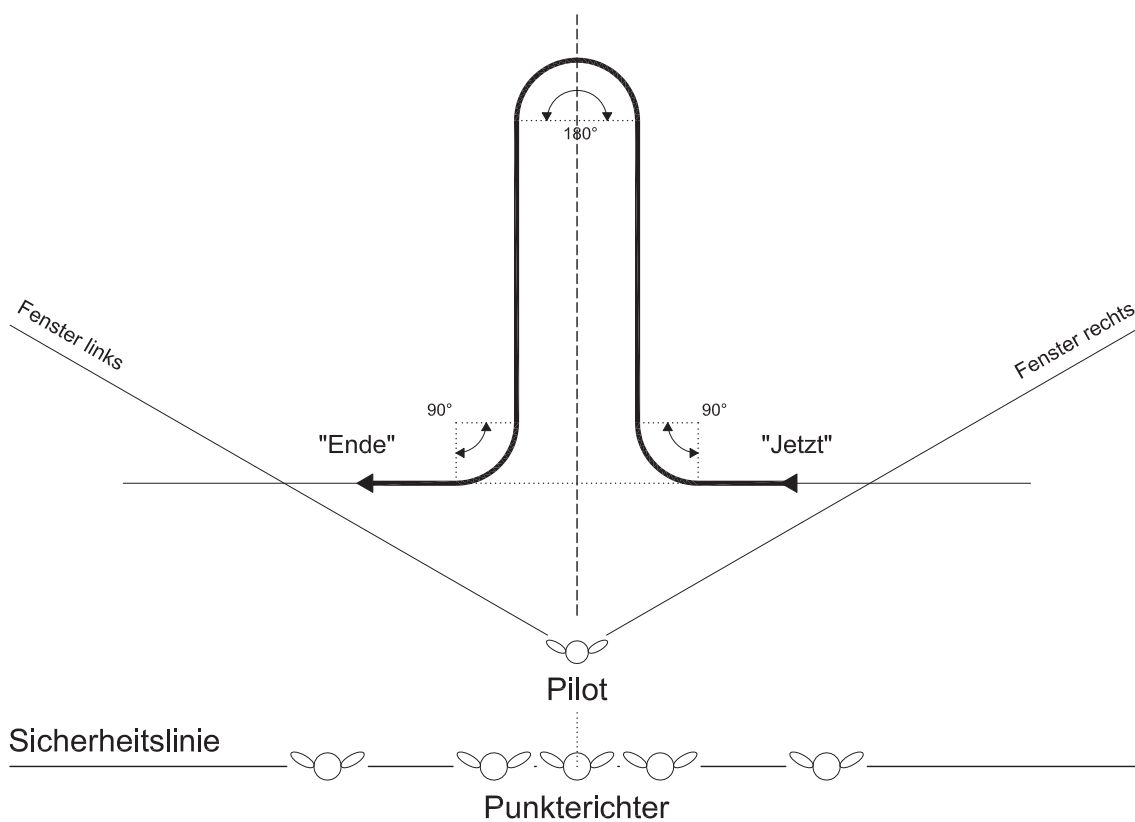 180°
Fenster links
Fenster rechts
90°
90°
"Ende"
"Jetzt"
Pilot
Sicherheitslinie
Punkterichter